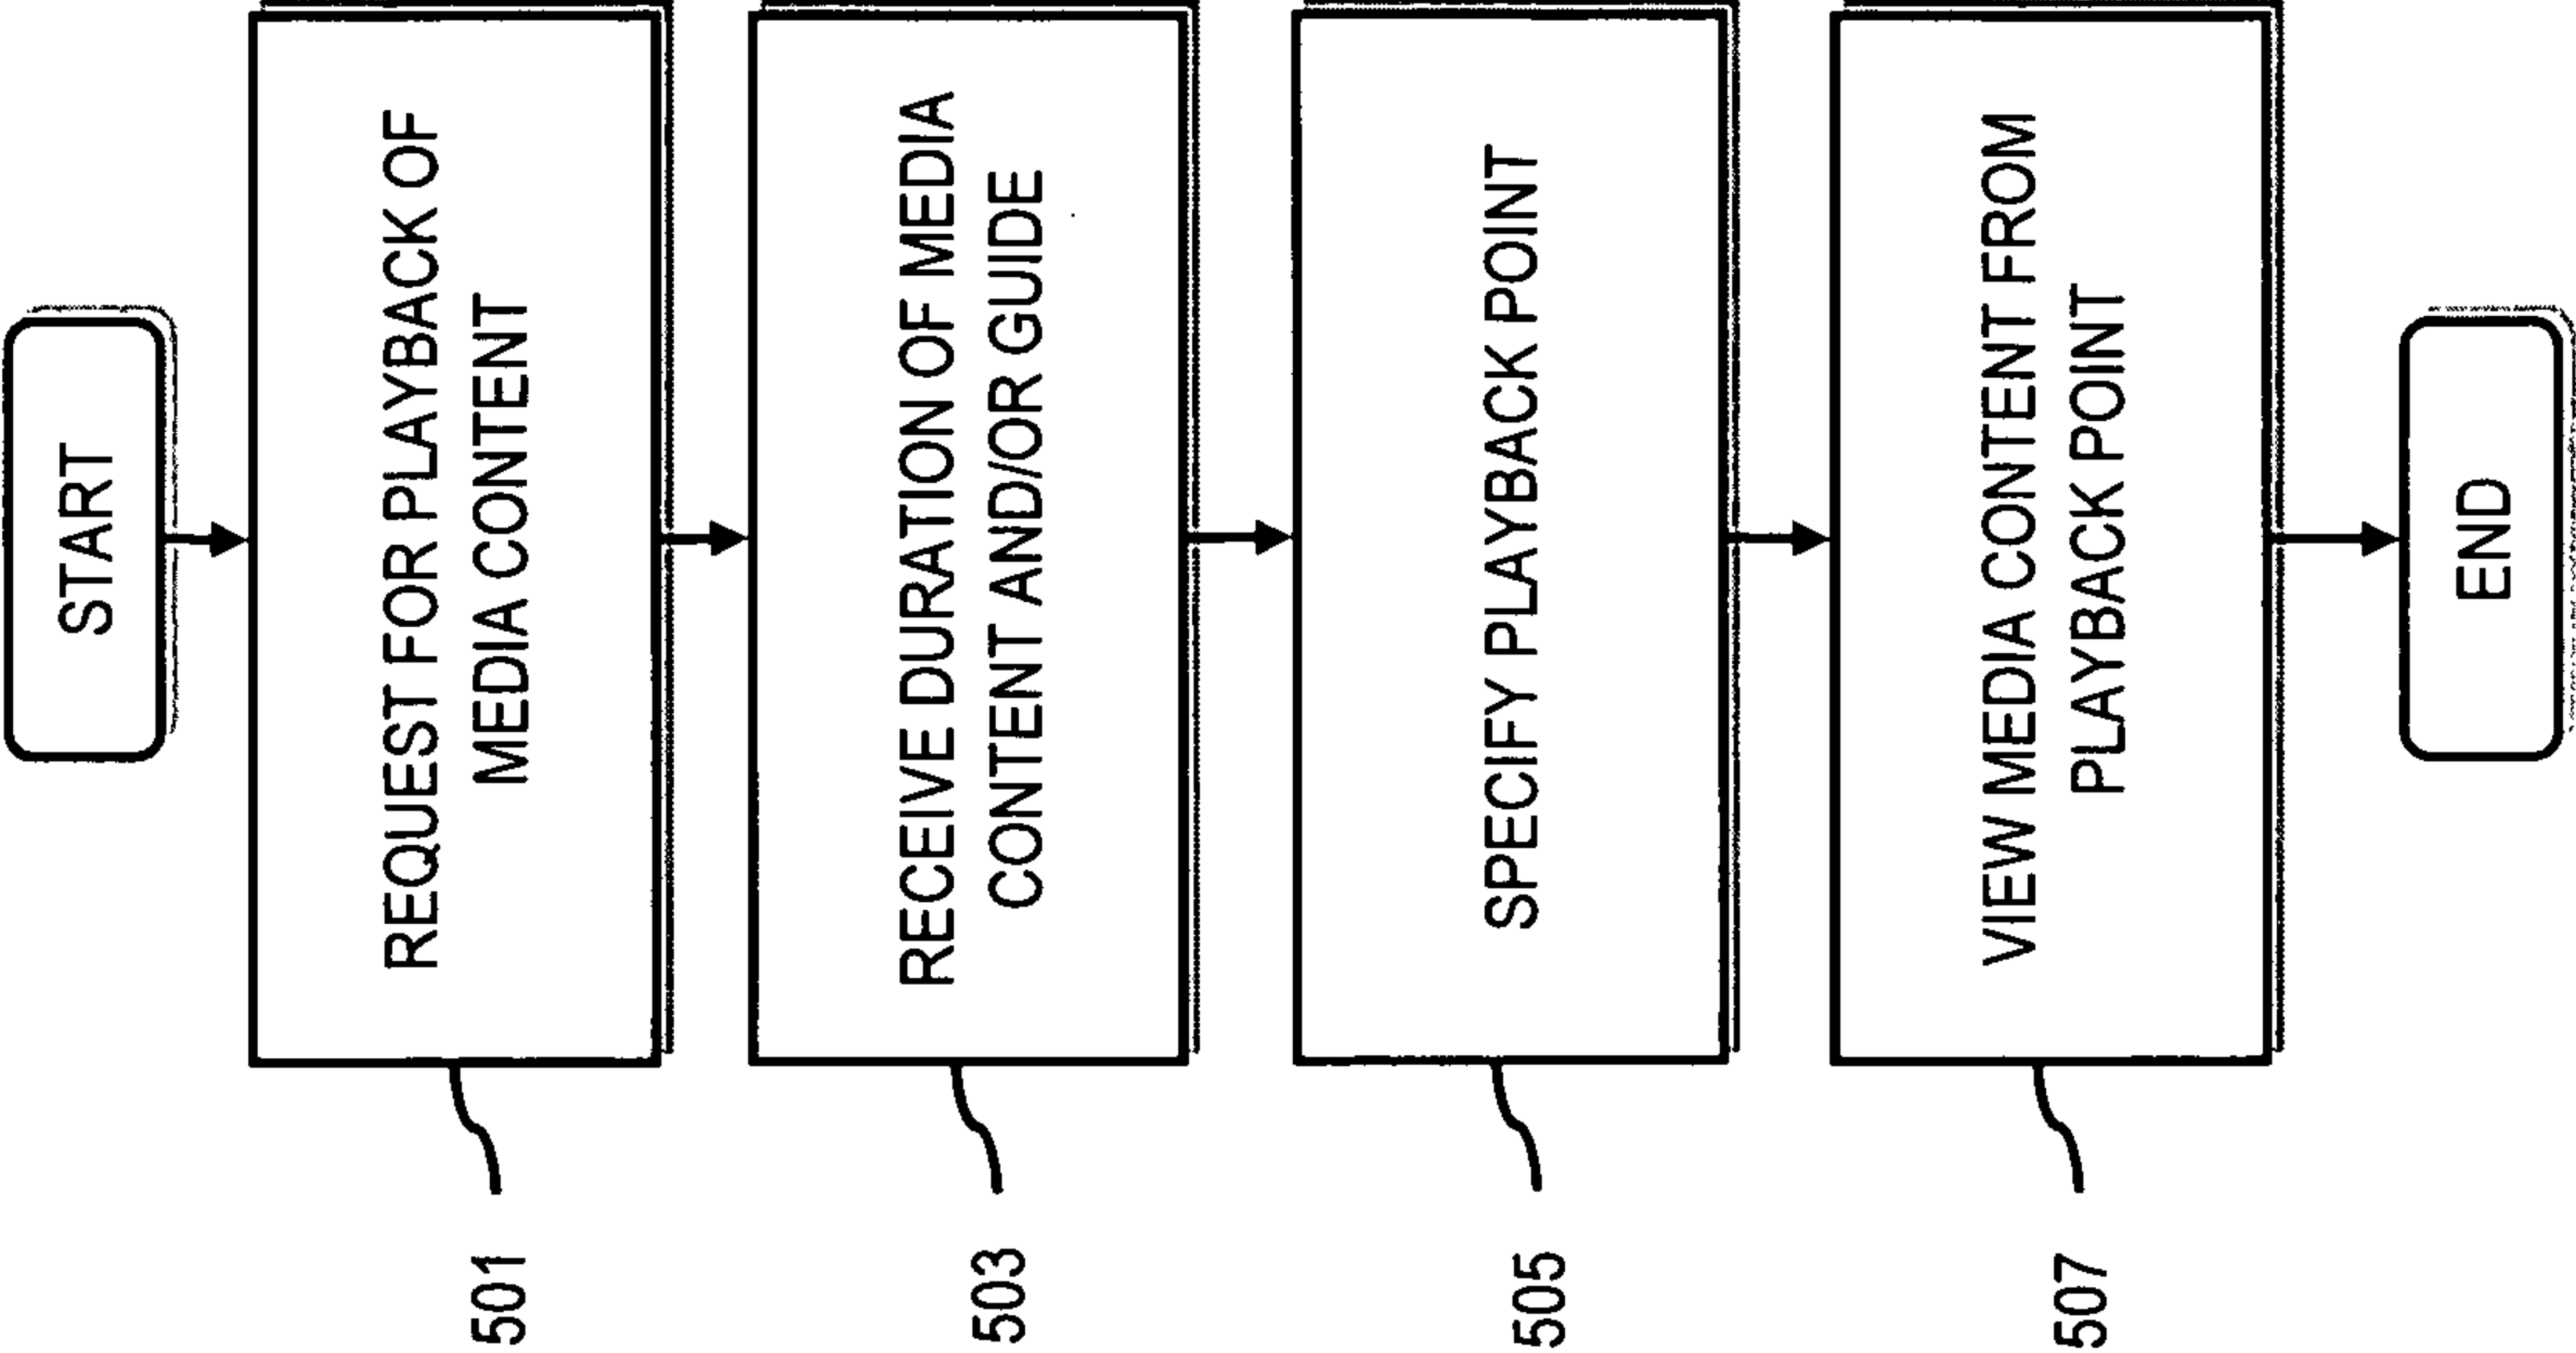 START
REQUEST FOR PLAYBACK OF
MEDIA CONTENT
501
RECEIVE DURATION OF MEDIA
CONTENT AND/OR GUIDE
503
SPECIFY PLAYBACK POINT
505
VIEW MEDIA CONTENT FROM
PLAYBACK POINT
507
END